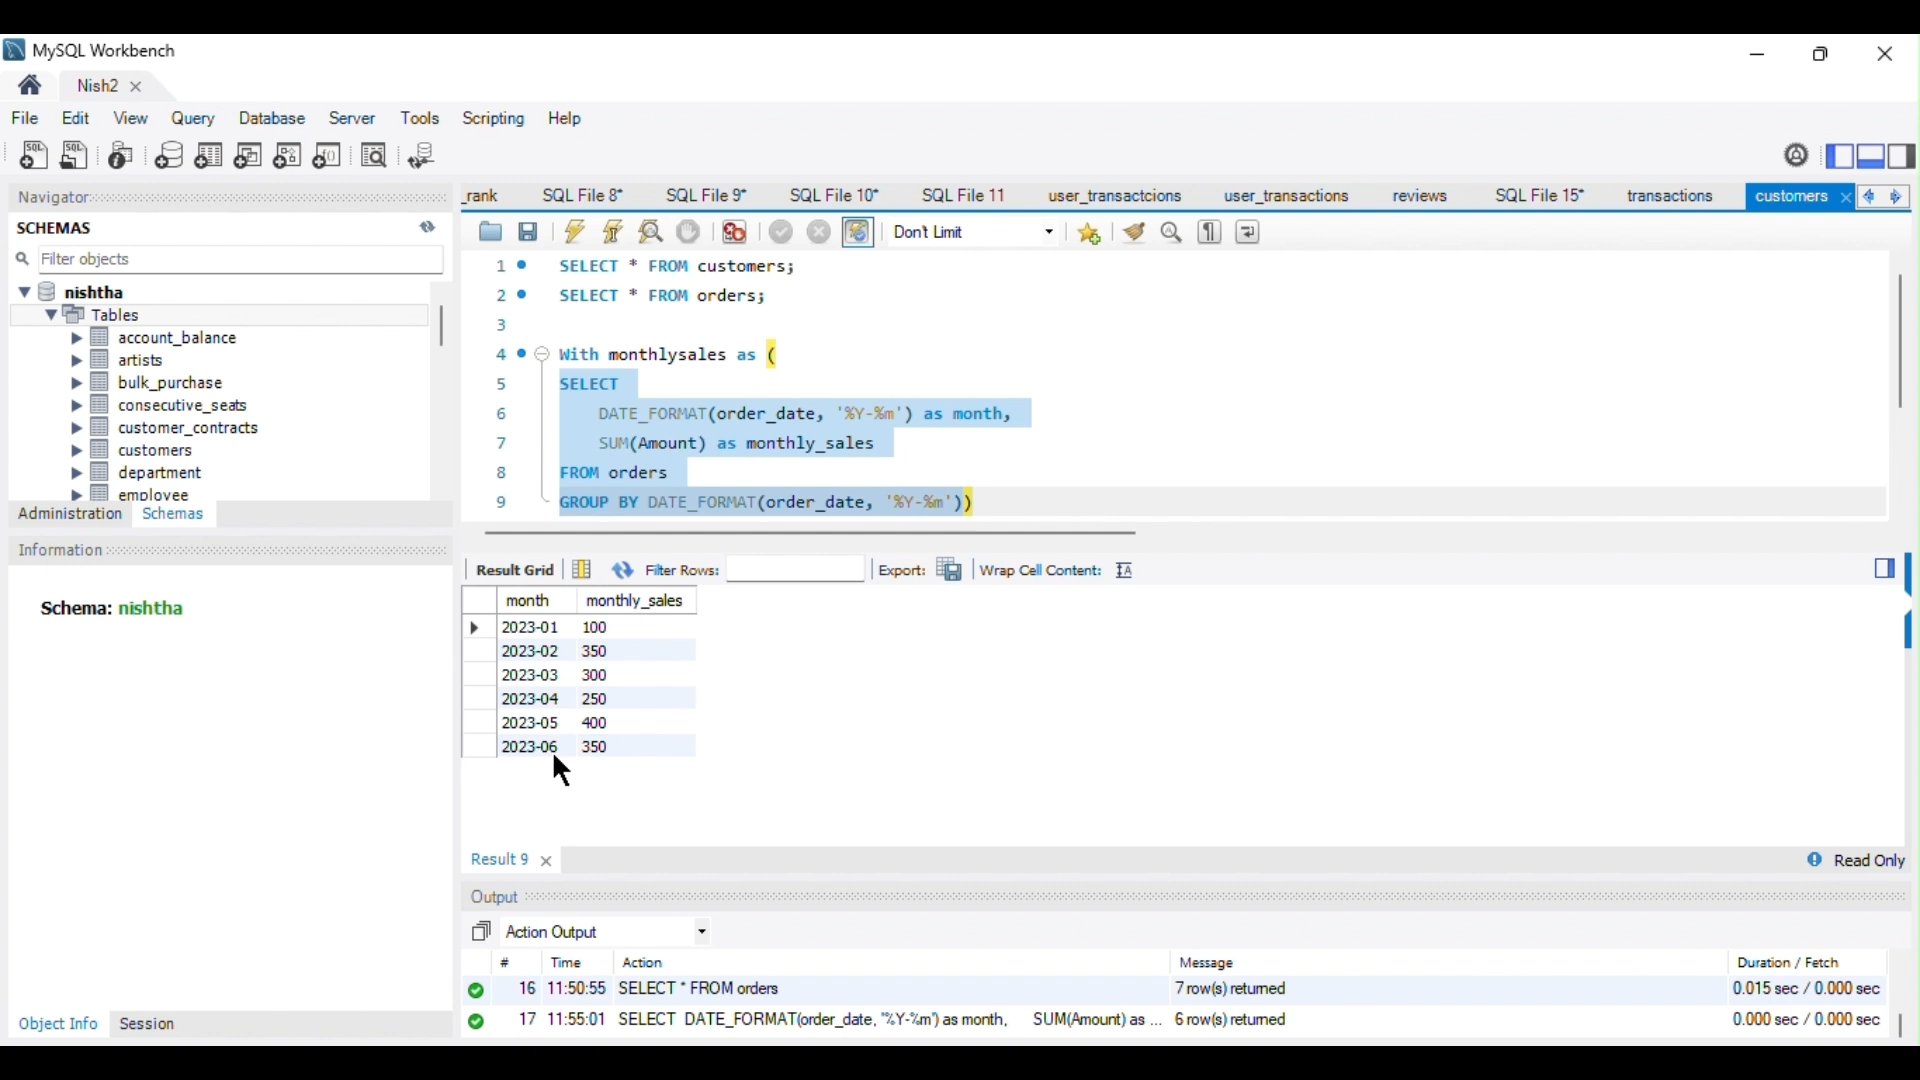 MySQL Workbench
Nish2
File Edit View Query Database Server Tools Scripting Help
Navigator
SCHEMAS
Filter objects
nishtha
Tables
account_balance
artists
bulk_purchase
consecutive_seats
customer_contracts
customers
department
employee
Administration Schemas
Information
Schema: nishtha
Object Info Session
_rank SQL File 8* SQL File 9* SQL File 10* SQL File 11 user_transactcions user_transactions reviews SQL File 15* transactions customers
Don't Limit
1 SELECT * FROM customers;
2 SELECT * FROM orders;
3
4 With monthlysales as (
5 SELECT
6 DATE_FORMAT(order_date, '%Y-%m') as month,
7 SUM(Amount) as monthly_sales
8 FROM orders
9 GROUP BY DATE_FORMAT(order_date, '%Y-%m'))
Result Grid Filter Rows: Export: Wrap Cell Content:
month monthly_sales
2023-01 100
2023-02 350
2023-03 300
2023-04 250
2023-05 400
2023-06 350
Result 9 Read Only
Output
Action Output
# Time Action Message Duration / Fetch
16 11:50:55 SELECT * FROM orders 7 row(s) returned 0.015 sec / 0.000 sec
17 11:55:01 SELECT DATE_FORMAT(order_date, '%Y-%m') as month, SUM(Amount) as ... 6 row(s) returned 0.000 sec / 0.000 sec